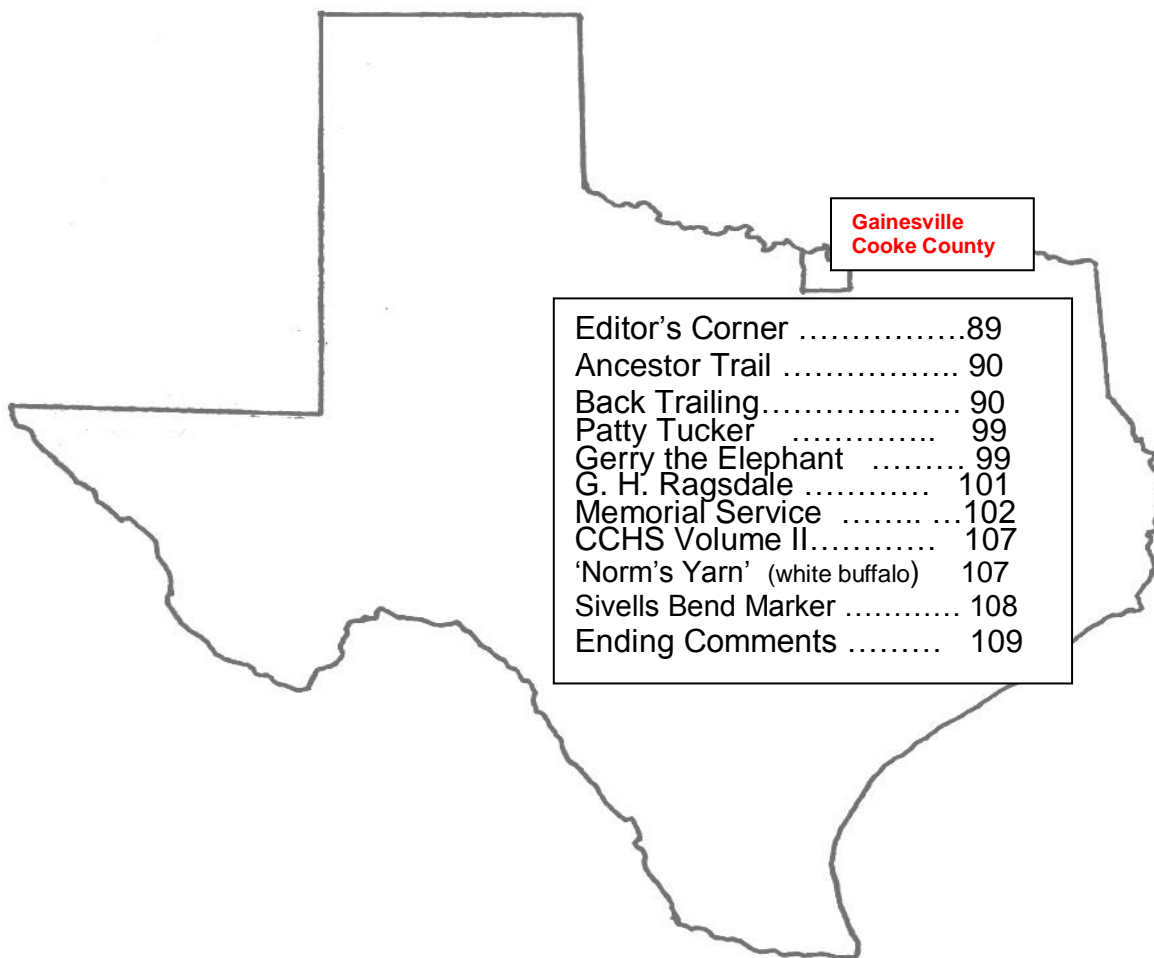 Gainesville
Cooke County
Editor’s Corner …………….89
Ancestor Trail …………….. 90
Back Trailing………………. 90
Patty Tucker ………….. 99
Gerry the Elephant ……… 99
G. H. Ragsdale ………… 101
Memorial Service …….. …102
CCHS Volume II………… 107
‘Norm’s Yarn’ (white buffalo) 107
Sivells Bend Marker ………… 108
Ending Comments ……… 109